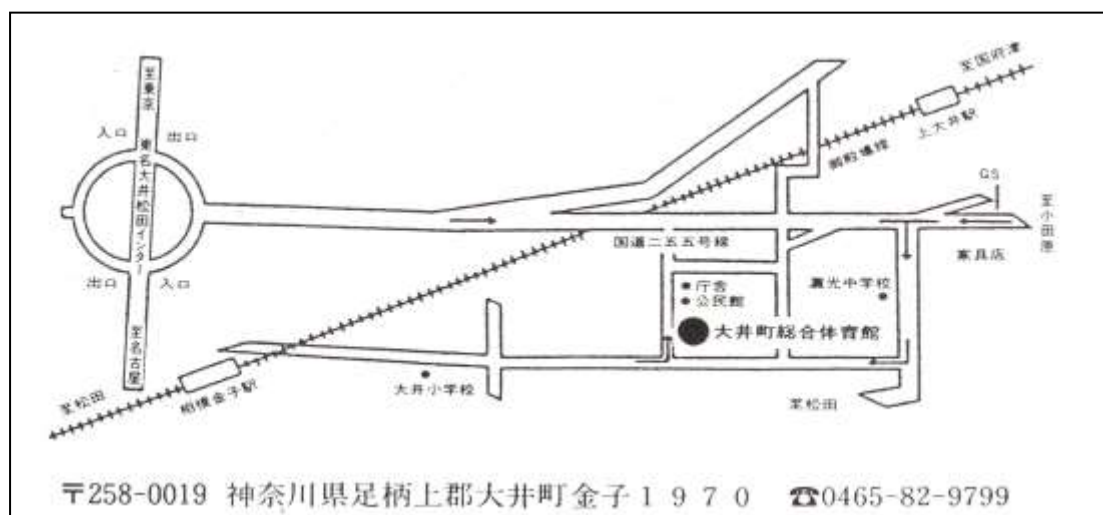 至東京
東名大井松田インター
至名古屋
入口
出口
出口
入口
至国府津
上大井駅
御殿場線
GS
至小田原
家具店
国道二五五号線
庁舎
公民館
大井町総合体育館
湘光中学校
大井小学校
相模金子駅
至松田
至松田
〒258-0019 神奈川県足柄上郡大井町金子1970 ☎0465-82-9799